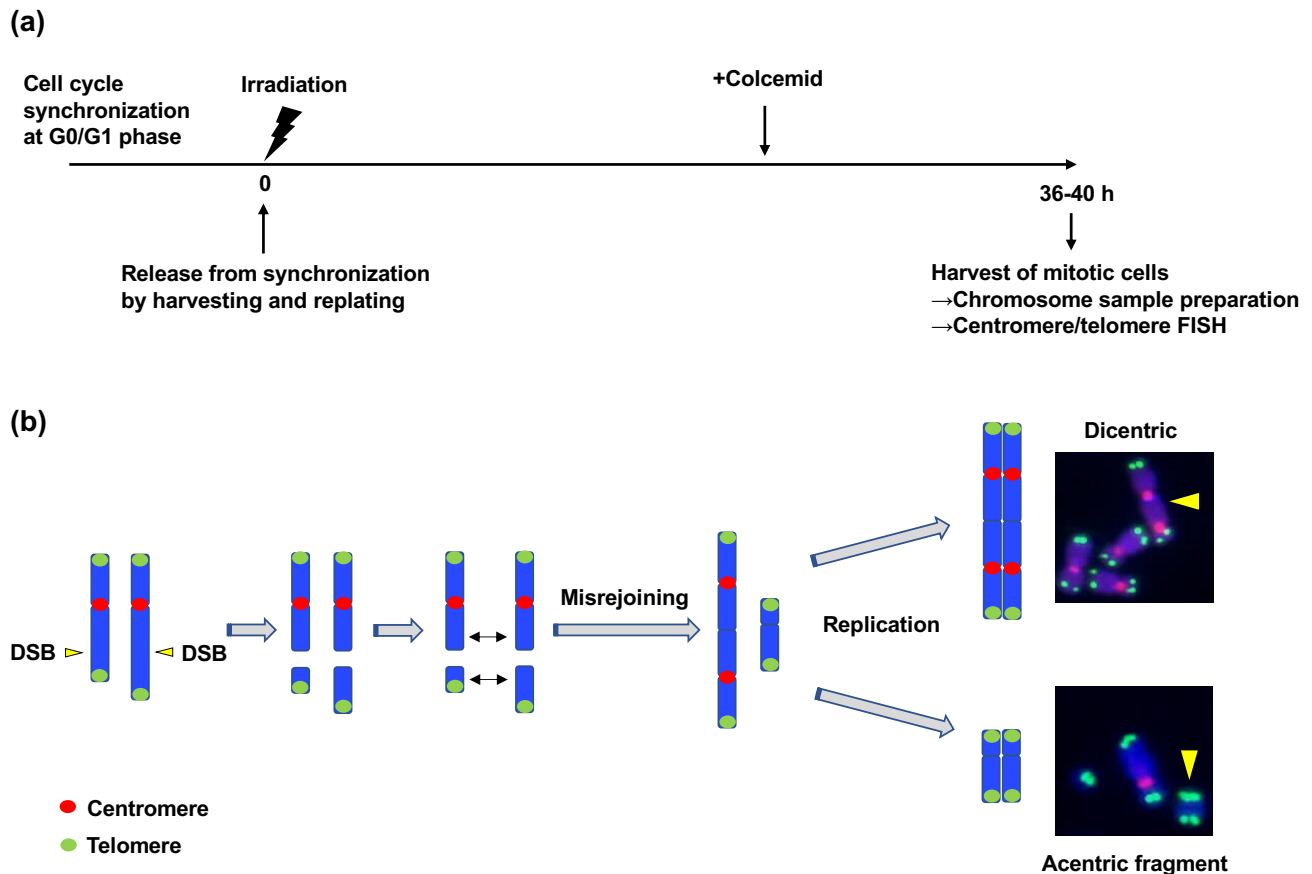 (a)
Cell cycle
synchronization
at G0/G1 phase
Irradiation
+Colcemid
0
36-40 h
Release from synchronization
by harvesting and replating
Harvest of mitotic cells
→Chromosome sample preparation
→Centromere/telomere FISH
(b)
Dicentric
DSB
DSB
Misrejoining
Replication
Centromere
Telomere
Acentric fragment